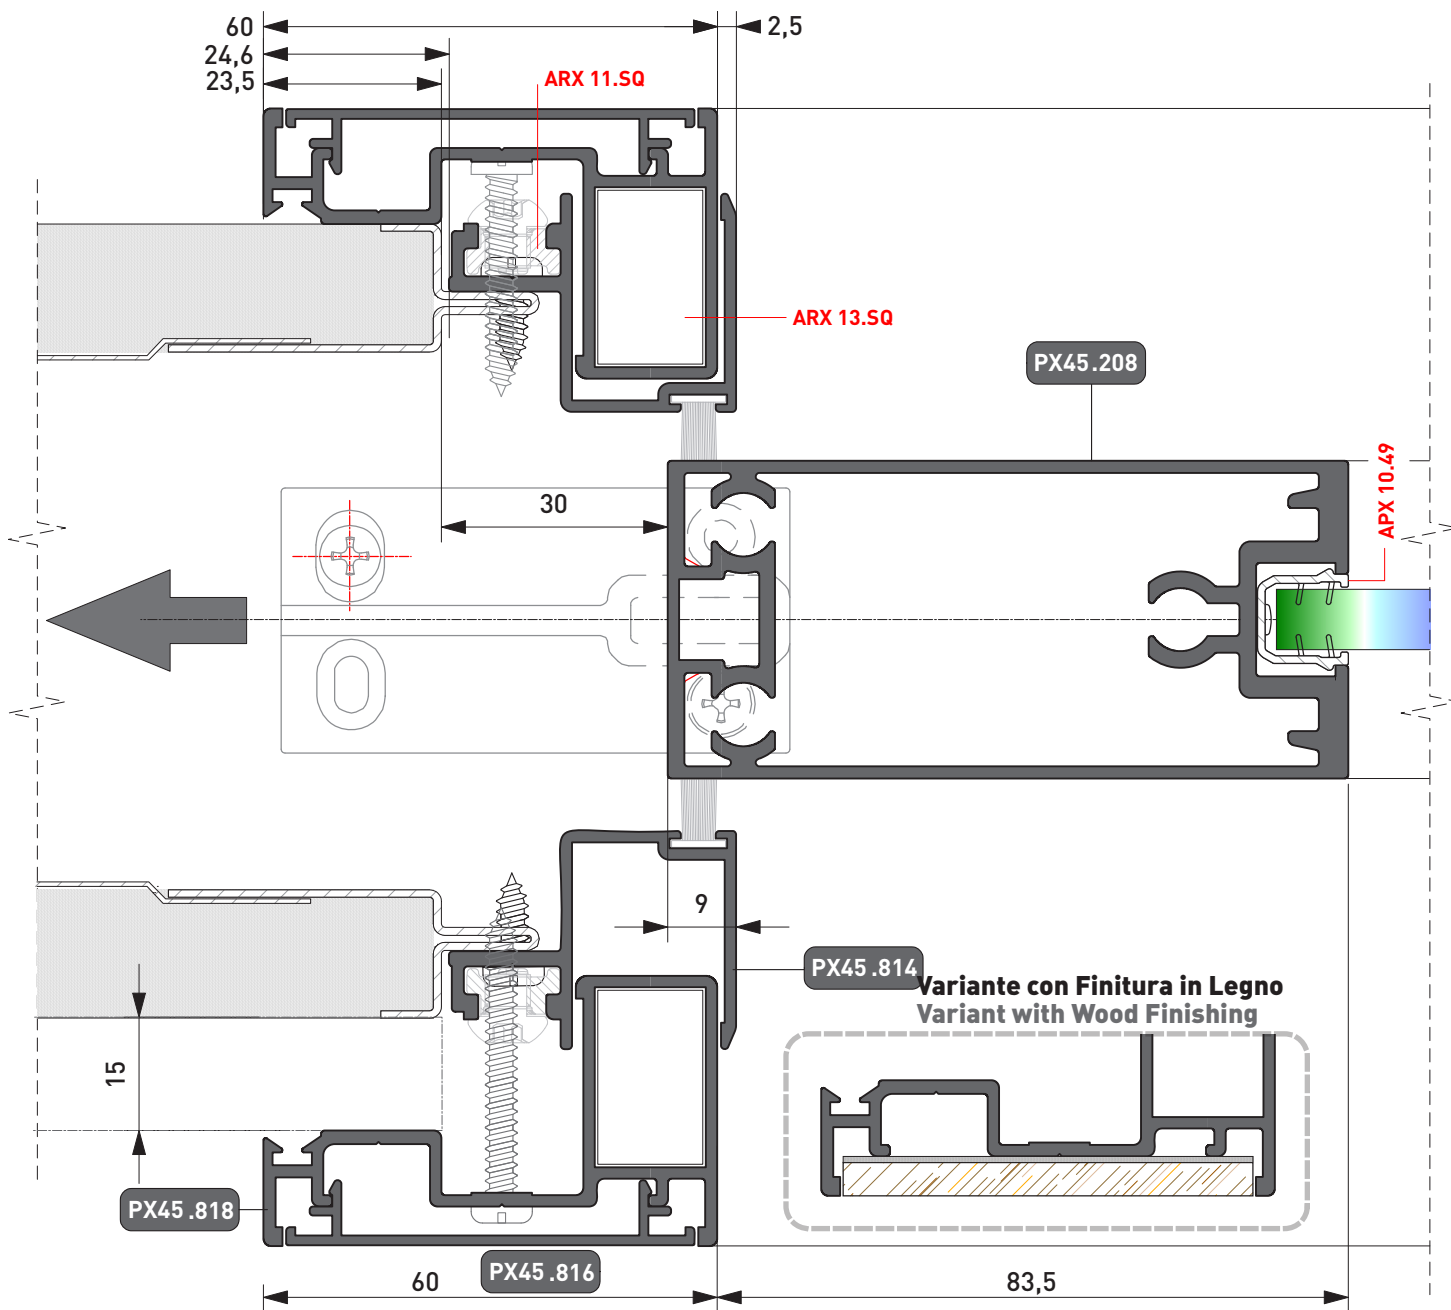 60
2,5
24,6
23,5
ARX 11.SQ
ARX 13.SQ
PX45.208
APX 10.49
30
9
PX45.814
Variante con Finitura in Legno
Variant with Wood Finishing
15
PX45.818
PX45.816
60
83,5